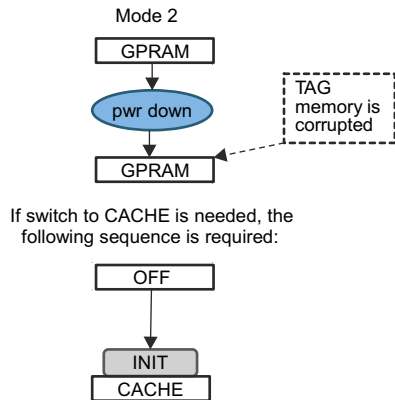 Mode 2
GPRAM
pwr down
TAG
memory is
corrupted
GPRAM
If switch to CACHE is needed, the
following sequence is required:
OFF
INIT
CACHE